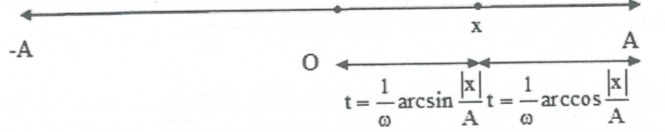 -A O x A
t = 1/ω arcsin |x|/A t = 1/ω arccos |x|/A